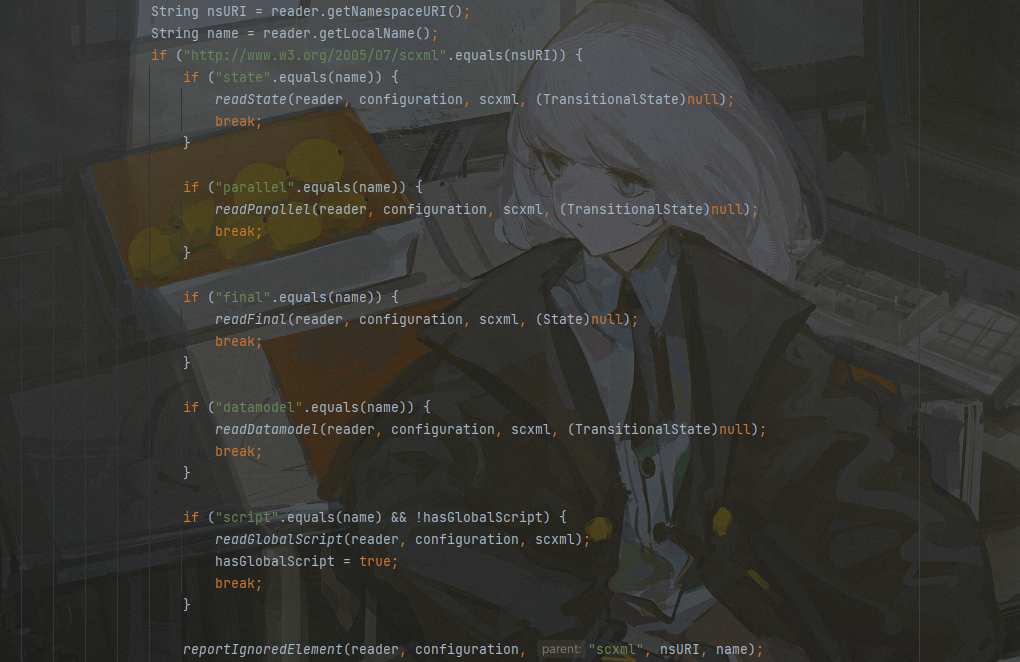 String nsURI = reader.getNamespaceURI();
String name = reader.getLocalName();
if ("http://www.w3.org/2005/07/scxml".equals(nsURI)) {
if ("state".equals(name)) {
readState(reader, configuration, scxml, (TransitionalState)null);
break;
}
if ("parallel".equals(name)) {
readParallel(reader, configuration, scxml, (TransitionalState)null);
break;
}
if ("final".equals(name)) {
readFinal(reader, configuration, scxml, (State)null);
break;
}
if ("datamodel".equals(name)) {
readDatamodel(reader, configuration, scxml, (TransitionalState)null);
break;
}
if ("script".equals(name) && !hasGlobalScript) {
readGlobalScript(reader, configuration, scxml);
hasGlobalScript = true;
break;
}
reportIgnoredElement(reader, configuration, parent: "scxml", nsURI, name);